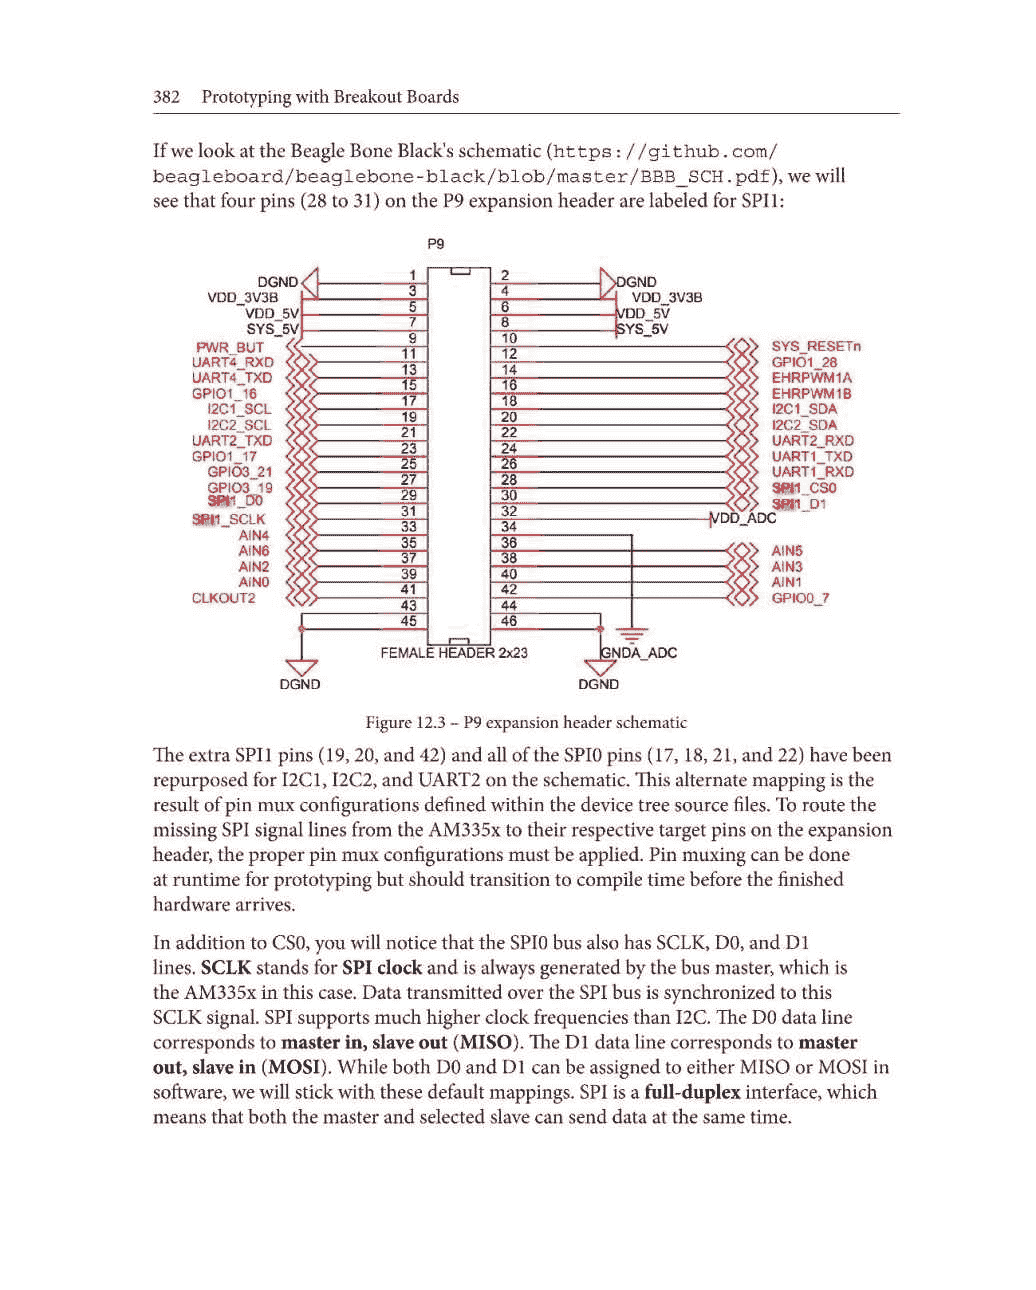 382 Prototyping with Breakout Boards
If we look at the Beagle Bone Black's schematic (https://github.com/
beagleboard/beaglebone-black/blob/master/BBB_SCH.pdf), we will
see that four pins (28 to 31) on the P9 expansion header are labeled for SPI1:
P9
DGND 1 2 DGND
VDD_3V3B 3 4 VDD_3V3B
VDD_5V 5 6 VDD_5V
SYS_5V 7 8 SYS_5V
PWR_BUT 9 10 SYS_RESETn
UART4_RXD 11 12 GPIO1_28
UART4_TXD 13 14 EHRPWM1A
GPIO1_16 15 16 EHRPWM1B
I2C1_SCL 17 18 I2C1_SDA
I2C2_SCL 19 20 I2C2_SDA
UART2_TXD 21 22 UART2_RXD
GPIO1_17 23 24 UART1_TXD
GPIO3_21 25 26 UART1_RXD
GPIO3_19 27 28 SPI1_CS0
SPI1_D0 29 30 SPI1_D1
SPI1_SCLK 31 32 VDD_ADC
AIN4 33 34
AIN6 35 36 AIN5
AIN2 37 38 AIN3
AIN0 39 40 AIN1
CLKOUT2 41 42 GPIO0_7
43 44
45 46
FEMALE HEADER 2x23 GNDA_ADC
DGND DGND
Figure 12.3 – P9 expansion header schematic
The extra SPI1 pins (19, 20, and 42) and all of the SPI0 pins (17, 18, 21, and 22) have been
repurposed for I2C1, I2C2, and UART2 on the schematic. This alternate mapping is the
result of pin mux configurations defined within the device tree source files. To route the
missing SPI signal lines from the AM335x to their respective target pins on the expansion
header, the proper pin mux configurations must be applied. Pin muxing can be done
at runtime for prototyping but should transition to compile time before the finished
hardware arrives.
In addition to CS0, you will notice that the SPI0 bus also has SCLK, D0, and D1
lines. SCLK stands for SPI clock and is always generated by the bus master, which is
the AM335x in this case. Data transmitted over the SPI bus is synchronized to this
SCLK signal. SPI supports much higher clock frequencies than I2C. The D0 data line
corresponds to master in, slave out (MISO). The D1 data line corresponds to master
out, slave in (MOSI). While both D0 and D1 can be assigned to either MISO or MOSI in
software, we will stick with these default mappings. SPI is a full-duplex interface, which
means that both the master and selected slave can send data at the same time.